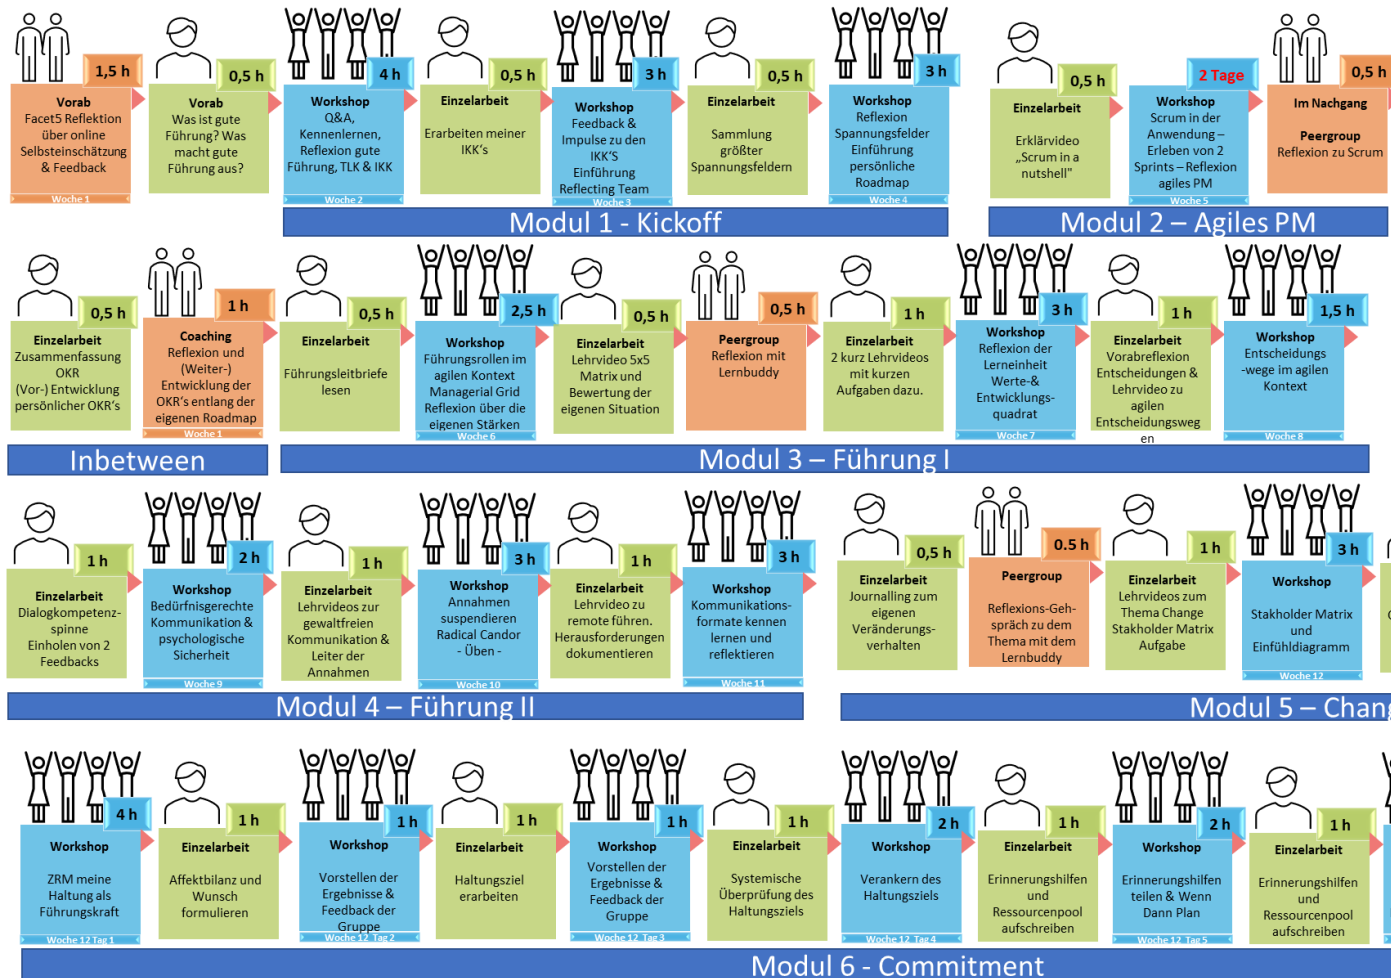 1,5 h
Vorab
Facet5 Reflektion
über online
Selbsteinschätzung
& Feedback
Woche 1
0,5 h
Vorab
Was ist gute
Führung? Was
macht gute
Führung aus?
4 h
Workshop
Q&A,
Kennenlernen,
Reflexion gute
Führung, TLK & IKK
Woche 2
0,5 h
Einzelarbeit
Erarbeiten meiner
IKK's
3 h
Workshop
Feedback &
Impulse zu den
IKK'S
Einführung
Reflecting Team
Woche 3
0,5 h
Einzelarbeit
Sammlung
größter
Spannungsfeldern
3 h
Workshop
Reflexion
Spannungsfelder
Einführung
persönliche
Roadmap
Woche 4
Modul 1 - Kickoff
0,5 h
Einzelarbeit
Erklärvideo
„Scrum in a
nutshell"
2 Tage
Workshop
Scrum in der
Anwendung –
Erleben von 2
Sprints – Reflexion
agiles PM
Woche 5
0,5 h
Im Nachgang
Peergroup
Reflexion zu Scrum
Modul 2 – Agiles PM
0,5 h
Einzelarbeit
Zusammenfassung
OKR
(Vor-) Entwicklung
persönlicher OKR's
1 h
Coaching
Reflexion und
(Weiter-)
Entwicklung der
OKR's entlang der
eigenen Roadmap
Woche 1
Inbetween
0,5 h
Einzelarbeit
Führungsleitbriefe
lesen
2,5 h
Workshop
Führungsrollen im
agilen Kontext
Managerial Grid
Reflexion über die
eigenen Stärken
Woche 6
0,5 h
Einzelarbeit
Lehrvideo 5x5
Matrix und
Bewertung der
eigenen Situation
0,5 h
Peergroup
Reflexion mit
Lernbuddy
1 h
Einzelarbeit
2 kurz Lehrvideos
mit kurzen
Aufgaben dazu.
3 h
Workshop
Reflexion der
Lerneinheit
Werte-&
Entwicklungs-
quadrat
Woche 7
1 h
Einzelarbeit
Vorabreflexion
Entscheidungen &
Lehrvideo zu
agilen
Entscheidungsweg
en
1,5 h
Workshop
Entscheidungs
-wege im agilen
Kontext
Woche 8
Modul 3 – Führung I
1 h
Einzelarbeit
Dialogkompetenz-
spinne
Einholen von 2
Feedbacks
2 h
Workshop
Bedürfnisgerechte
Kommunikation &
psychologische
Sicherheit
Woche 9
1 h
Einzelarbeit
Lehrvideos zur
gewaltfreien
Kommunikation &
Leiter der
Annahmen
3 h
Workshop
Annahmen
suspendieren
Radical Candor
- Üben -
Woche 10
1 h
Einzelarbeit
Lehrvideo zu
remote führen.
Herausforderungen
dokumentieren
3 h
Workshop
Kommunikations-
formate kennen
lernen und
reflektieren
Woche 11
Modul 4 – Führung II
0,5 h
Einzelarbeit
Journalling zum
eigenen
Veränderungs-
verhalten
0.5 h
Peergroup
Reflexions-Geh-
spräch zu dem
Thema mit dem
Lernbuddy
1 h
Einzelarbeit
Lehrvideos zum
Thema Change
Stakholder Matrix
Aufgabe
3 h
Workshop
Stakholder Matrix
und
Einfühldiagramm
Woche 12
Modul 5 – Chang
4 h
Workshop
ZRM meine
Haltung als
Führungskraft
Woche 12 Tag 1
1 h
Einzelarbeit
Affektbilanz und
Wunsch
formulieren
1 h
Workshop
Vorstellen der
Ergebnisse &
Feedback der
Gruppe
Woche 12 Tag 2
1 h
Einzelarbeit
Haltungsziel
erarbeiten
1 h
Workshop
Vorstellen der
Ergebnisse &
Feedback der
Gruppe
Woche 12 Tag 3
1 h
Einzelarbeit
Systemische
Überprüfung des
Haltungsziels
2 h
Workshop
Verankern des
Haltungsziels
Woche 12 Tag 4
1 h
Einzelarbeit
Erinnerungshilfen
und
Ressourcenpool
aufschreiben
2 h
Workshop
Erinnerungshilfen
teilen & Wenn
Dann Plan
Woche 12 Tag 5
1 h
Einzelarbeit
Erinnerungshilfen
und
Ressourcenpool
aufschreiben
Modul 6 - Commitment